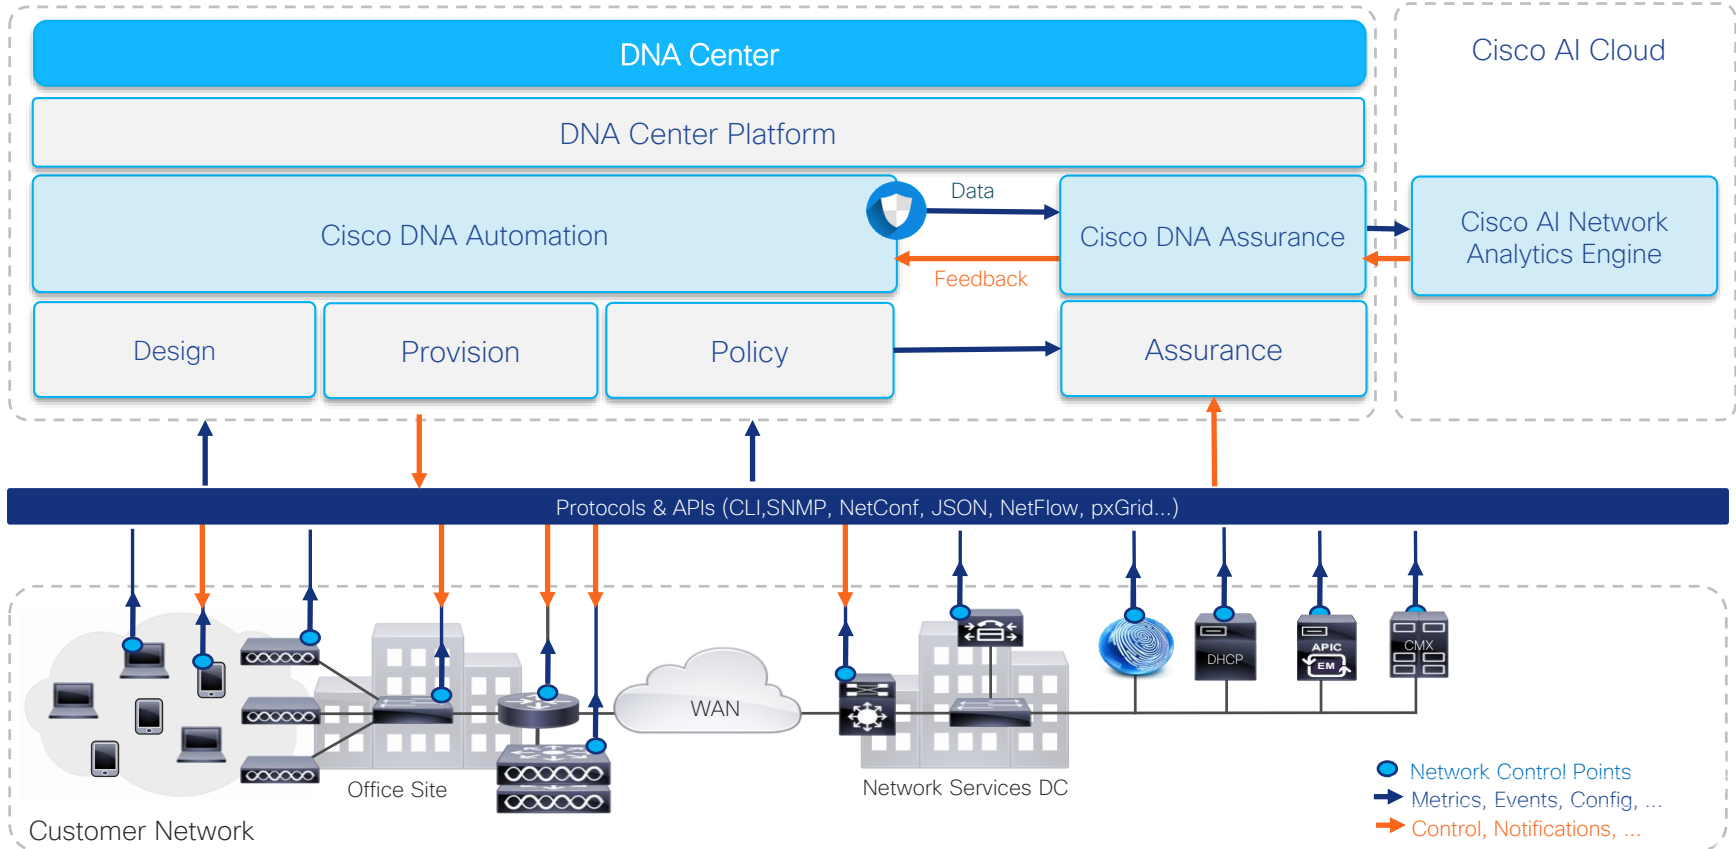 DNA Center
Cisco AI Cloud
DNA Center Platform
Data
Cisco DNA Automation
Cisco DNA Assurance
Cisco AI Network
Analytics Engine
Feedback
Design
Provision
Policy
Assurance
Protocols & APIs (CLI,SNMP, NetConf, JSON, NetFlow, pxGrid...)
DHCP
APIC
EM
CMX
WAN
Office Site
Network Services DC
Customer Network
Network Control Points
Metrics, Events, Config, ...
Control, Notifications, ...